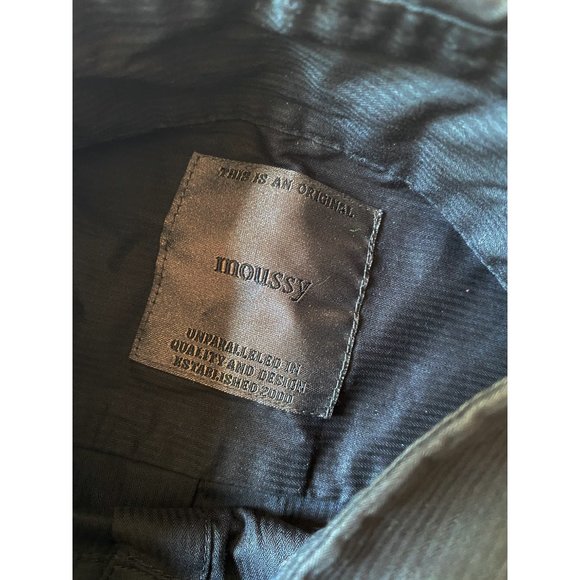 THIS IS AN ORIGINAL
moussy
UNPARALLELED IN
QUALITY AND DESIGN
ESTABLISHED 2000